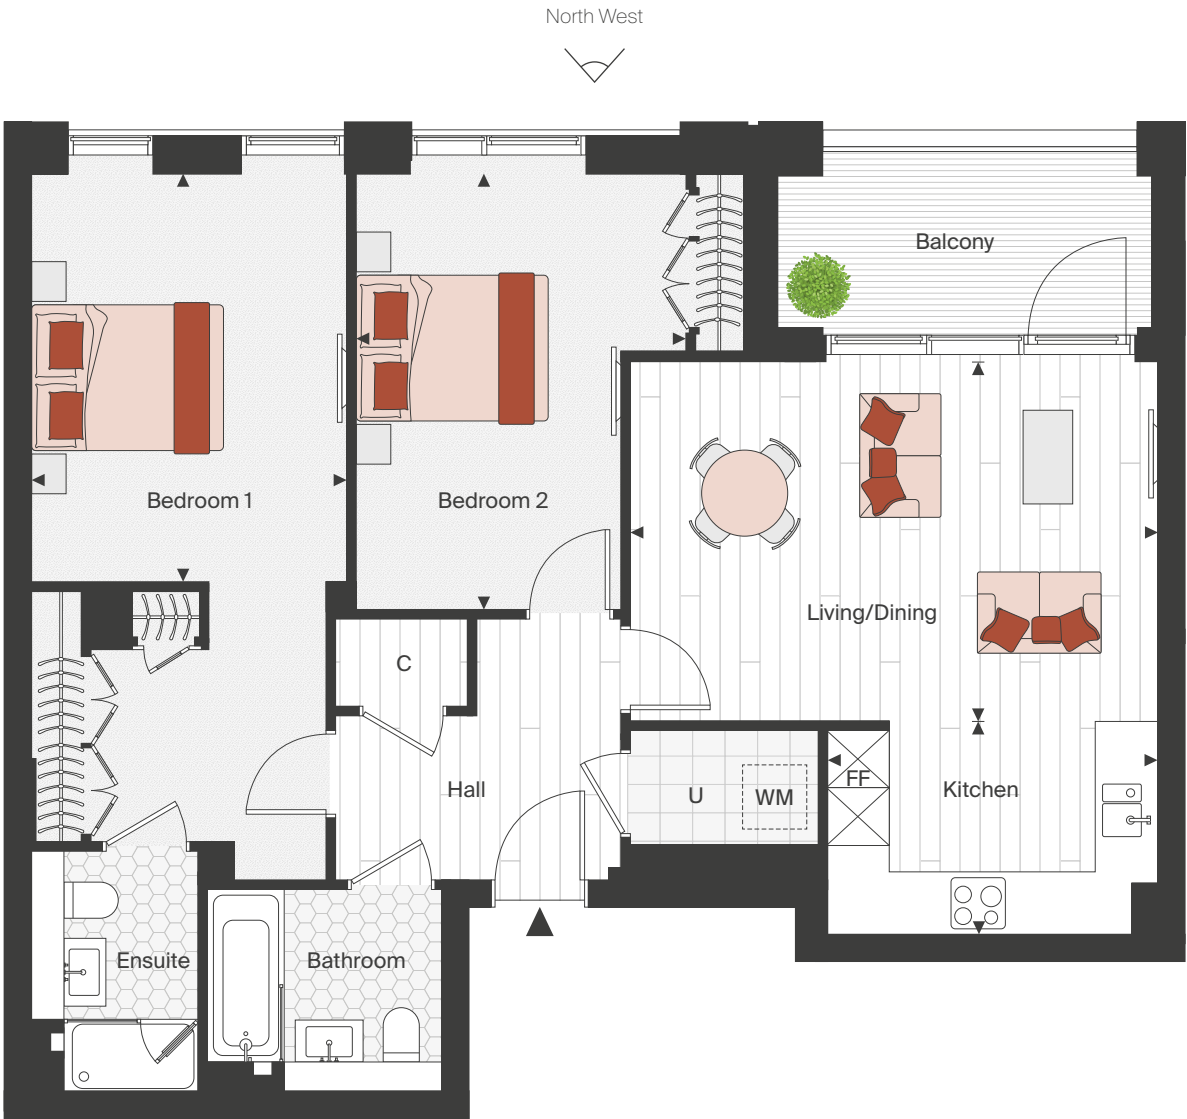 North West
Balcony
Bedroom 1
Bedroom 2
Living/Dining
C
Hall
U
WM
FF
Kitchen
Ensuite
Bathroom